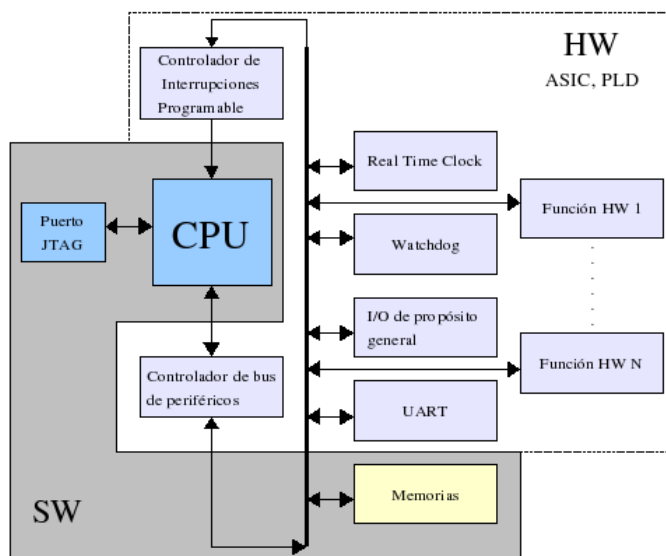 HW
ASIC, PLD
Controlador de
Interrupciones
Programable
Real Time Clock
Puerto
JTAG
CPU
Función HW 1
Watchdog
I/O de propósito
general
Función HW N
Controlador de bus
de periféricos
UART
SW
Memorias